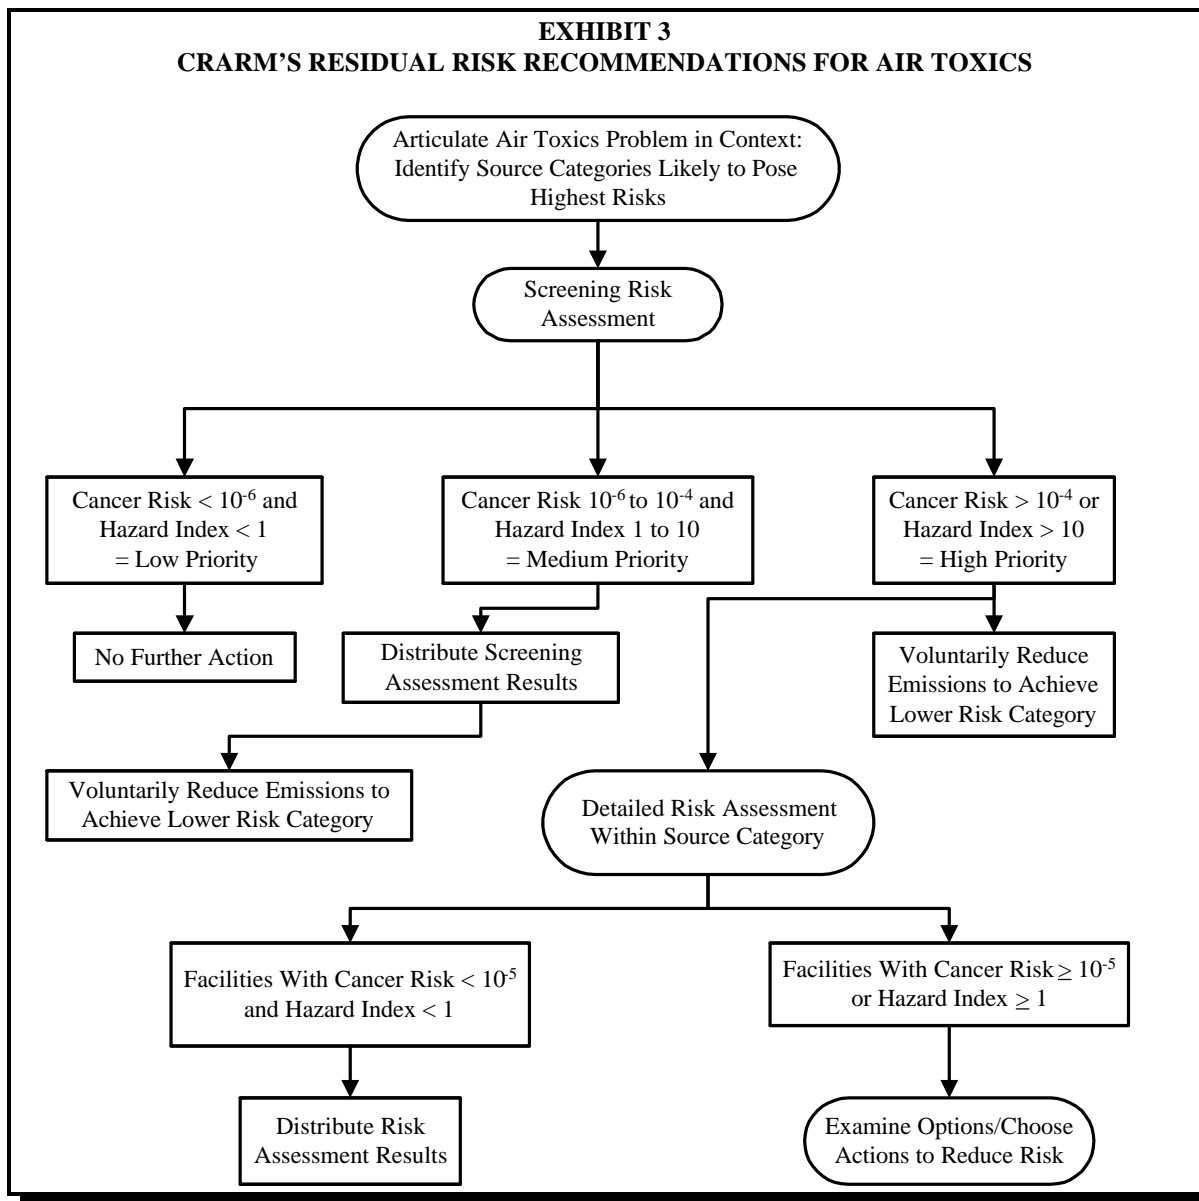 EXHIBIT 3
CRARM'S RESIDUAL RISK RECOMMENDATIONS FOR AIR TOXICS
Articulate Air Toxics Problem in Context:
Identify Source Categories Likely to Pose
Highest Risks
Screening Risk
Assessment
Cancer Risk < 10⁻⁶ and
Hazard Index < 1
= Low Priority
Cancer Risk 10⁻⁶ to 10⁻⁴ and
Hazard Index 1 to 10
= Medium Priority
Cancer Risk > 10⁻⁴ or
Hazard Index > 10
= High Priority
No Further Action
Distribute Screening
Assessment Results
Voluntarily Reduce
Emissions to Achieve
Lower Risk Category
Voluntarily Reduce Emissions to
Achieve Lower Risk Category
Detailed Risk Assessment
Within Source Category
Facilities With Cancer Risk < 10⁻⁵
and Hazard Index < 1
Facilities With Cancer Risk ≥ 10⁻⁵
or Hazard Index ≥ 1
Distribute Risk
Assessment Results
Examine Options/Choose
Actions to Reduce Risk